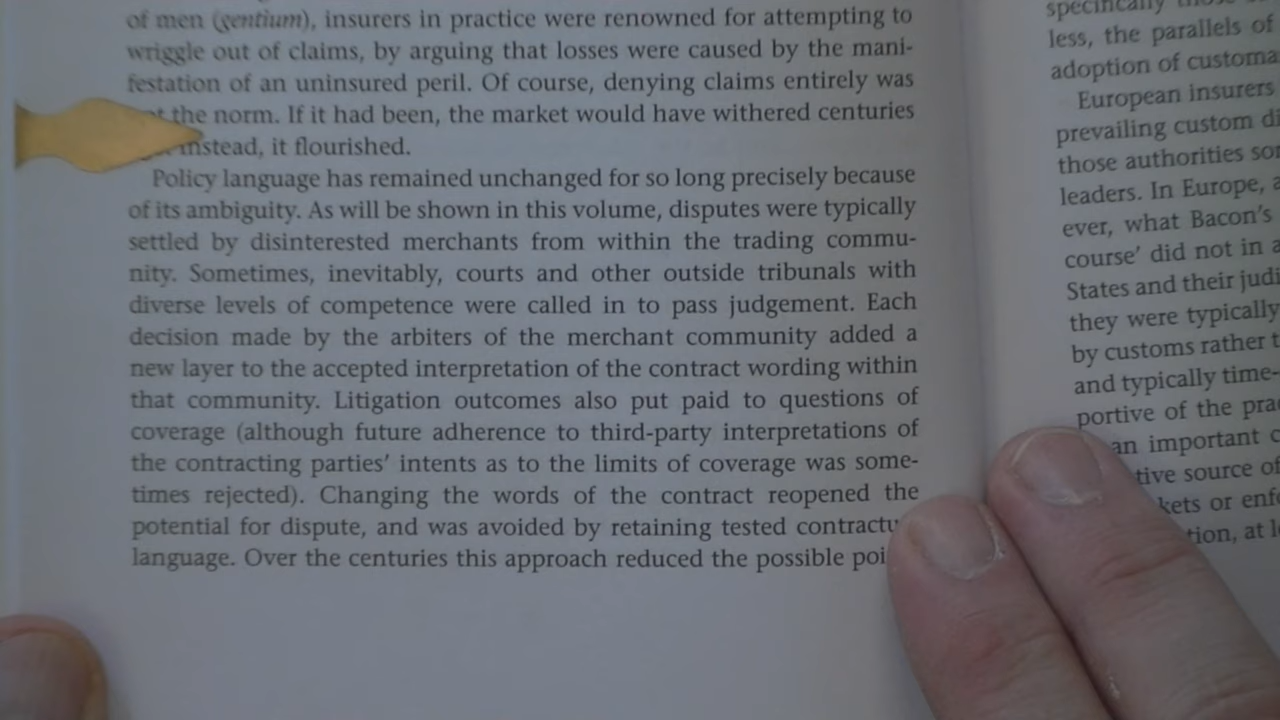 of men (gentium), insurers in practice were renowned for attempting to
wriggle out of claims, by arguing that losses were caused by the mani-
festation of an uninsured peril. Of course, denying claims entirely was
the norm. If it had been, the market would have withered centuries
instead, it flourished.
Policy language has remained unchanged for so long precisely because
of its ambiguity. As will be shown in this volume, disputes were typically
settled by disinterested merchants from within the trading commu-
nity. Sometimes, inevitably, courts and other outside tribunals with
diverse levels of competence were called in to pass judgement. Each
decision made by the arbiters of the merchant community added a
new layer to the accepted interpretation of the contract wording within
that community. Litigation outcomes also put paid to questions of
coverage (although future adherence to third-party interpretations of
the contracting parties' intents as to the limits of coverage was some-
times rejected). Changing the words of the contract reopened the
potential for dispute, and was avoided by retaining tested
language. Over the centuries this approach reduced the possible
specifically
less, the parallels of
adoption of customa
European insurers
prevailing custom
those authorities
leaders. In Europe,
ever, what Bacon's
course' did not in
States and their judi
they were typically
by customs rather
and typically time-
portive of the
an important
tive source of
kets or
tion, at